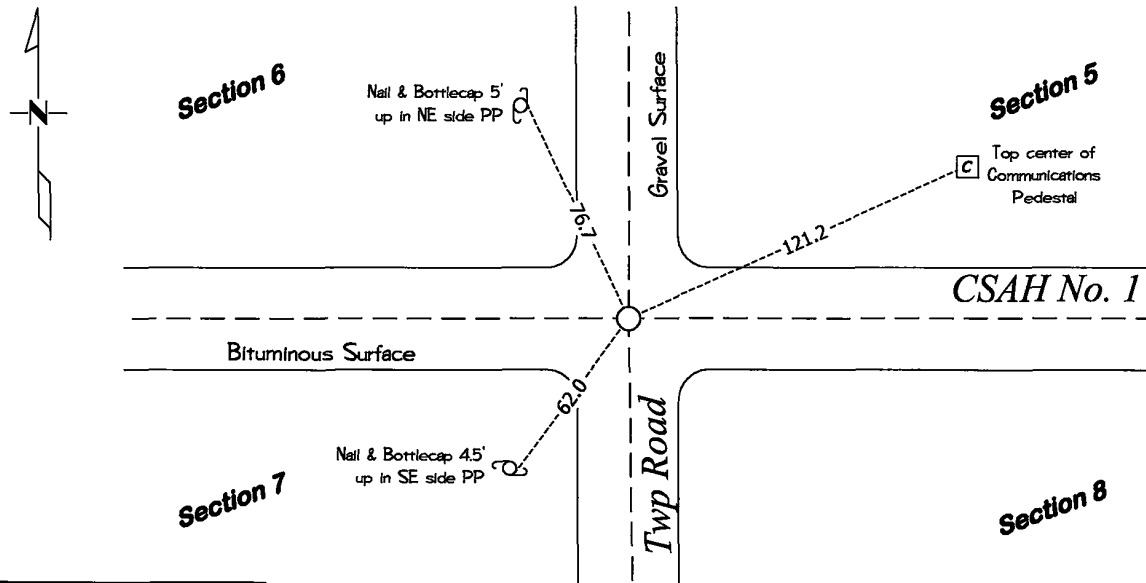 Section 6
Nail & Bottlecap 5'
up in NE side PP
Gravel Surface
Section 5
N
C
Top center of
Communications
Pedestal
76.7
121.2
CSAH No. 1
Bituminous Surface
62.0
Nail & Bottlecap 4.5'
up in SE side PP
Twp Road
Section 7
Section 8